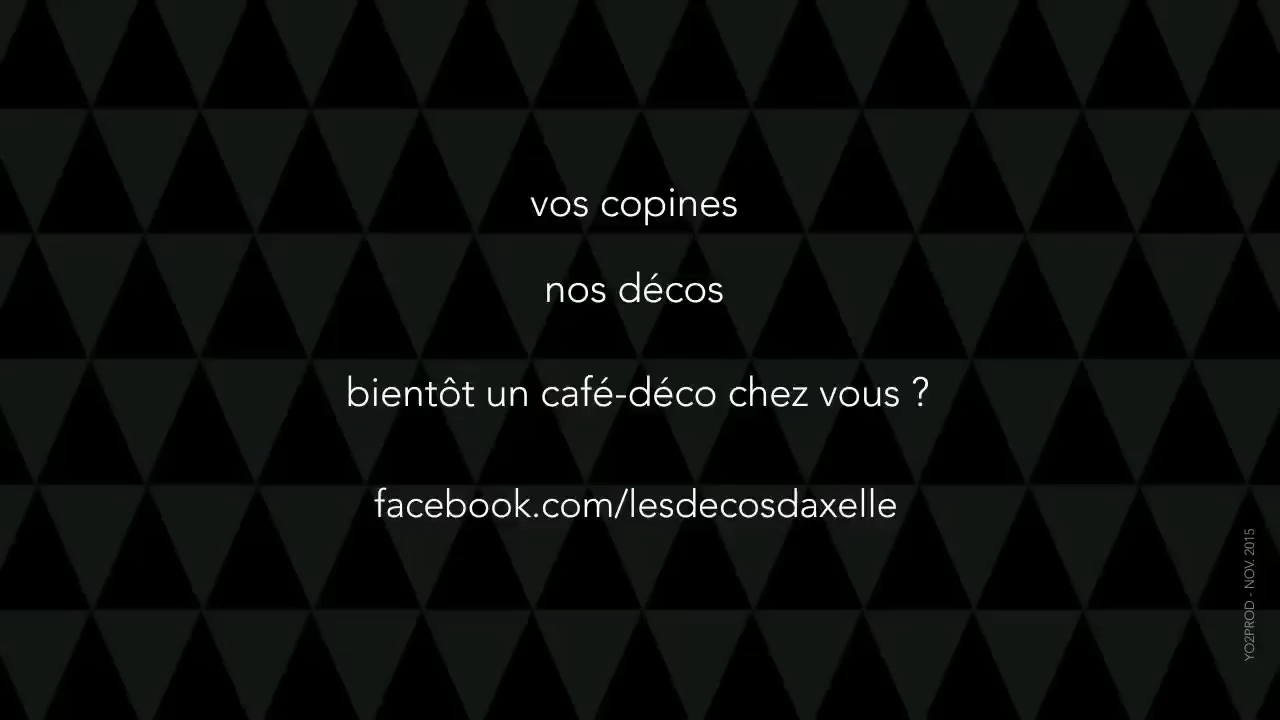 vos copines
nos décos
bientôt un café-déco chez vous ?
facebook.com/lesdecosdaxelle
YO2PROD - NOV. 2015